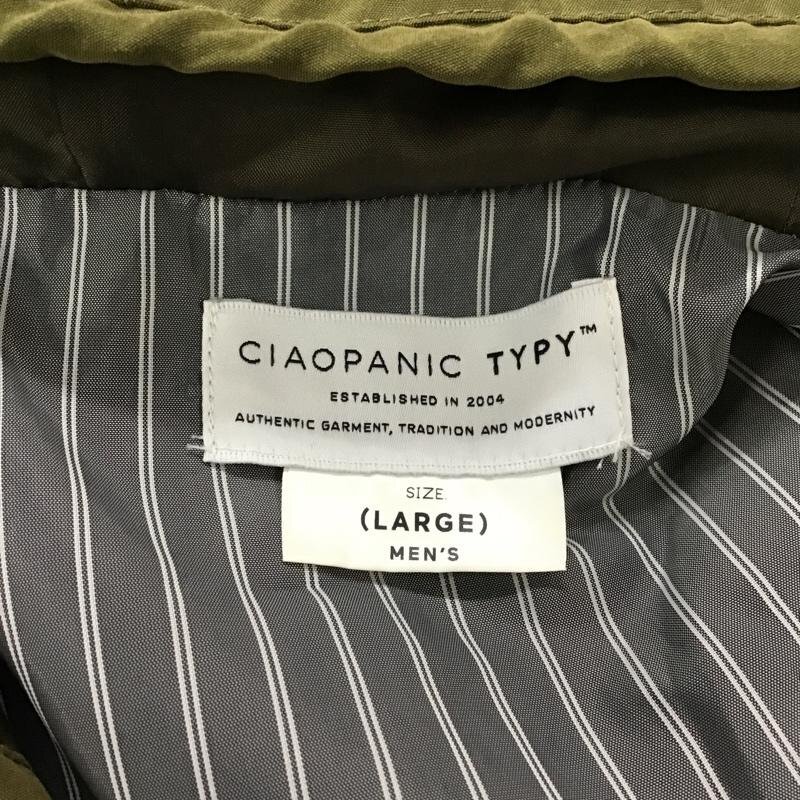 CIAOPANIC TYPY™
ESTABLISHED IN 2004
AUTHENTIC GARMENT, TRADITION AND MODERNITY
SIZE
(LARGE)
MEN'S